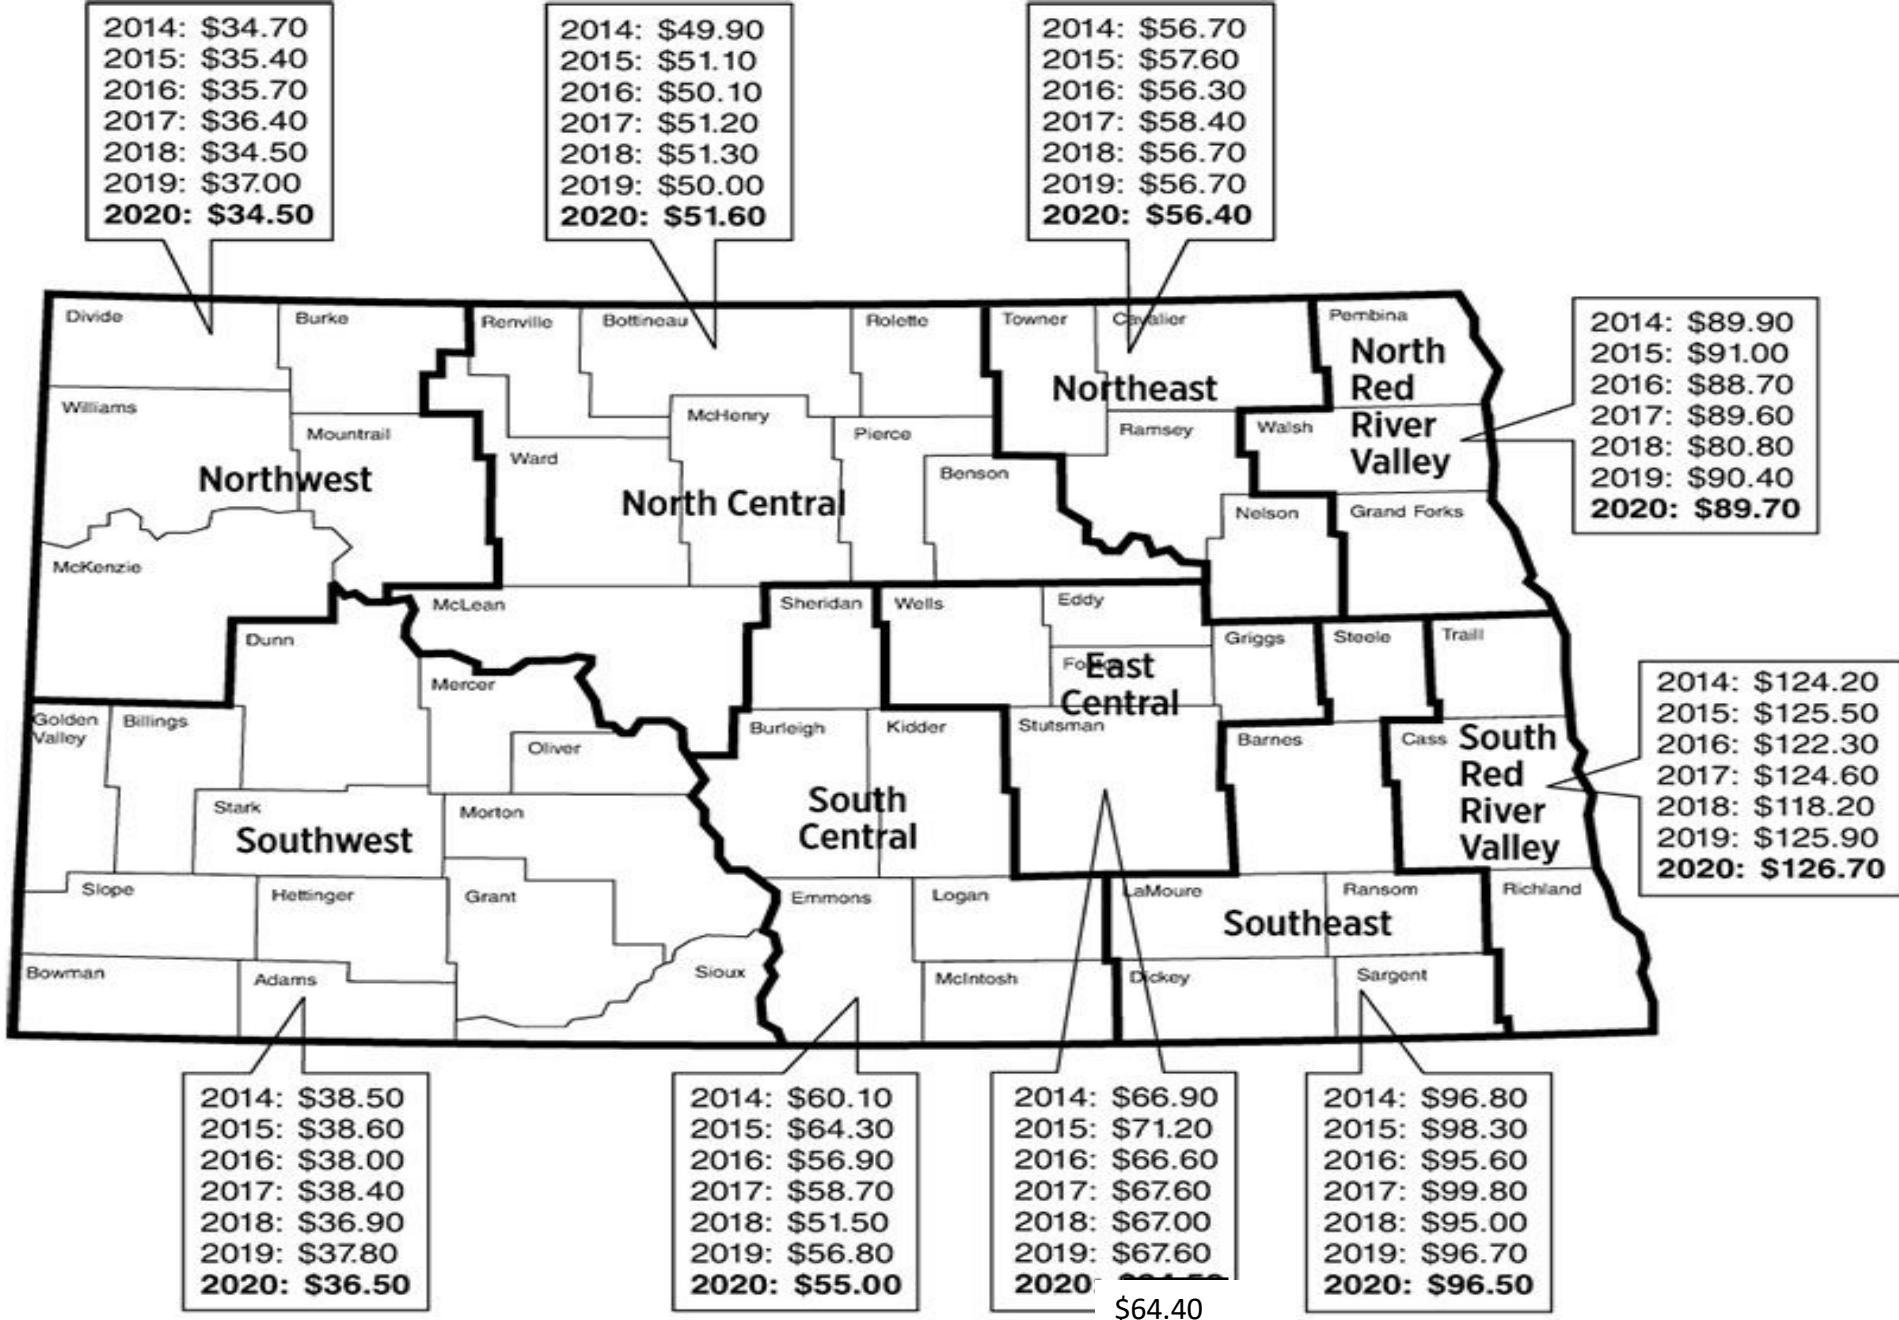 2014: $34.70
2015: $35.40
2016: $35.70
2017: $36.40
2018: $34.50
2019: $37.00
2020: $34.50
2014: $49.90
2015: $51.10
2016: $50.10
2017: $51.20
2018: $51.30
2019: $50.00
2020: $51.60
2014: $56.70
2015: $57.60
2016: $56.30
2017: $58.40
2018: $56.70
2019: $56.70
2020: $56.40
2014: $89.90
2015: $91.00
2016: $88.70
2017: $89.60
2018: $80.80
2019: $90.40
2020: $89.70
Divide
Burke
Renville
Bottineau
Rolette
Towner
Cavalier
Pembina
North
Red
River
Valley
Northeast
Williams
Mountrail
McHenry
Pierce
Ramsey
Walsh
Ward
Benson
Northwest
North Central
Nelson
Grand Forks
McKenzie
McLean
Sheridan
Wells
Eddy
Dunn
Griggs
Steele
Traill
East
Central
Mercer
Golden
Valley
Billings
Burleigh
Kidder
Stutsman
Barnes
Cass
South
Red
River
Valley
Oliver
Stark
Southwest
Morton
South
Central
Slope
Hettinger
Grant
Emmons
Logan
LaMoure
Ransom
Richland
Southeast
Bowman
Adams
Sioux
McIntosh
Dickey
Sargent
2014: $124.20
2015: $125.50
2016: $122.30
2017: $124.60
2018: $118.20
2019: $125.90
2020: $126.70
2014: $38.50
2015: $38.60
2016: $38.00
2017: $38.40
2018: $36.90
2019: $37.80
2020: $36.50
2014: $60.10
2015: $64.30
2016: $56.90
2017: $58.70
2018: $51.50
2019: $56.80
2020: $55.00
2014: $66.90
2015: $71.20
2016: $66.60
2017: $67.60
2018: $67.00
2019: $67.60
2020
$64.40
2014: $96.80
2015: $98.30
2016: $95.60
2017: $99.80
2018: $95.00
2019: $96.70
2020: $96.50